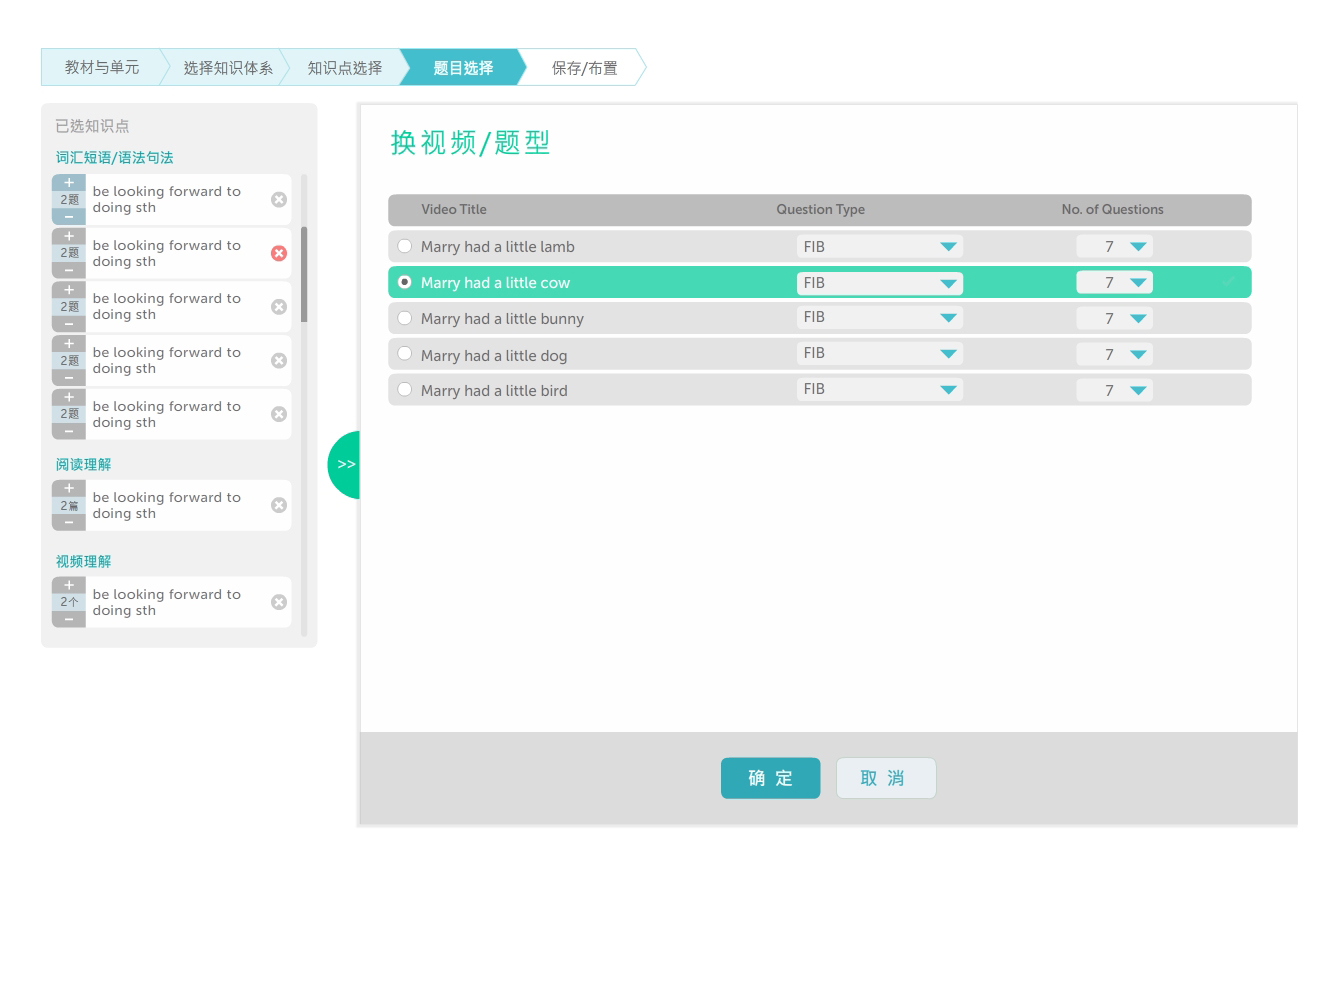 教材与单元
选择知识体系
知识点选择
题目选择
保存/布置
已选知识点
词汇短语/语法句法
+
2题
−
be looking forward to
doing sth
+
2题
−
be looking forward to
doing sth
+
2题
−
be looking forward to
doing sth
+
2题
−
be looking forward to
doing sth
+
2题
−
be looking forward to
doing sth
阅读理解
+
2篇
−
be looking forward to
doing sth
视频理解
+
2个
−
be looking forward to
doing sth
>>
换视频/题型
Video Title Question Type No. of Questions
Marry had a little lamb FIB 7
Marry had a little cow FIB 7
Marry had a little bunny FIB 7
Marry had a little dog FIB 7
Marry had a little bird FIB 7
确 定
取 消